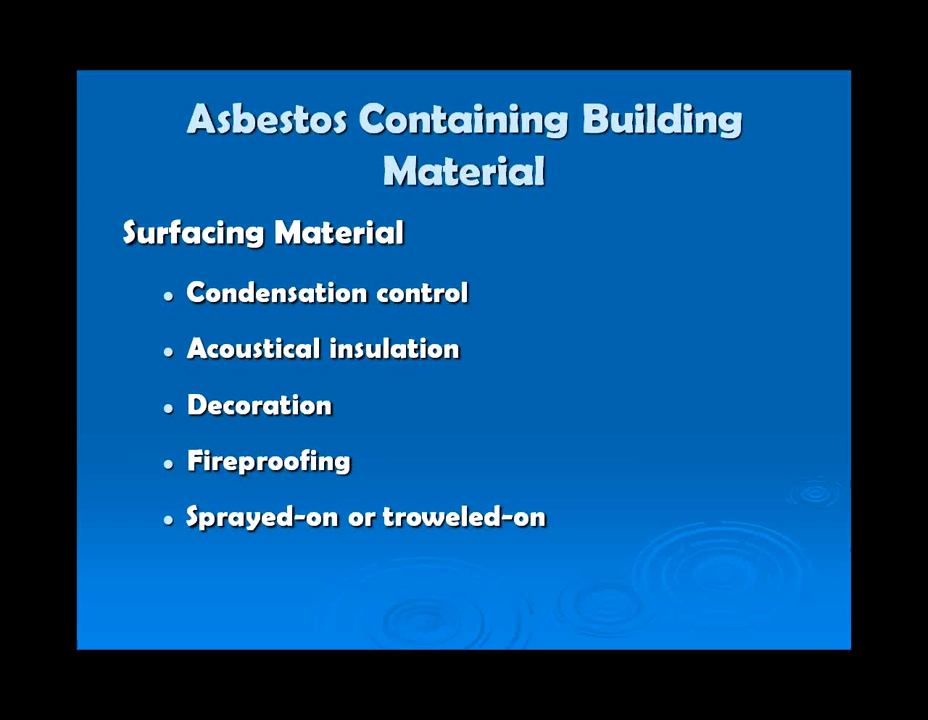 Asbestos Containing Building
Material
Surfacing Material
• Condensation control
• Acoustical insulation
• Decoration
• Fireproofing
• Sprayed-on or troweled-on